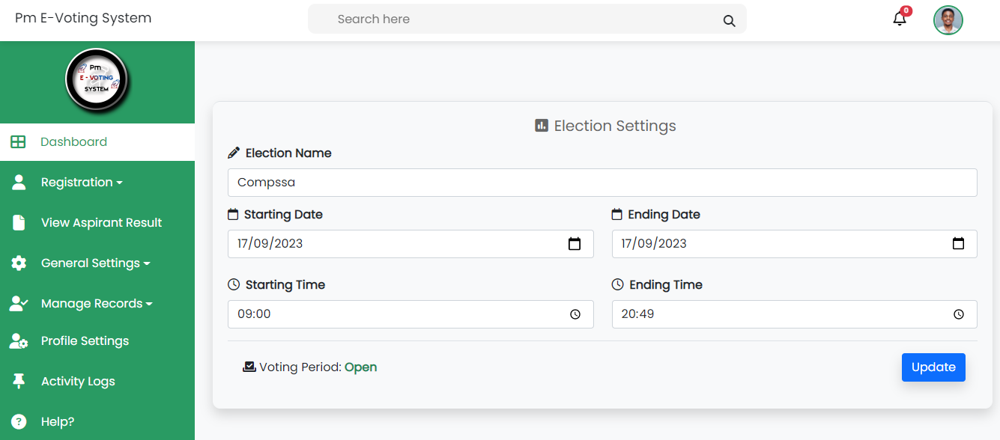 Pm E-Voting System
Search here
0
Pm
E - VOTING
SYSTEM
Dashboard
Registration
View Aspirant Result
General Settings
Manage Records
Profile Settings
Activity Logs
? Help?
Election Settings
Election Name
Compssa
Starting Date
Ending Date
17/09/2023
17/09/2023
Starting Time
Ending Time
09:00
20:49
Voting Period: Open
Update